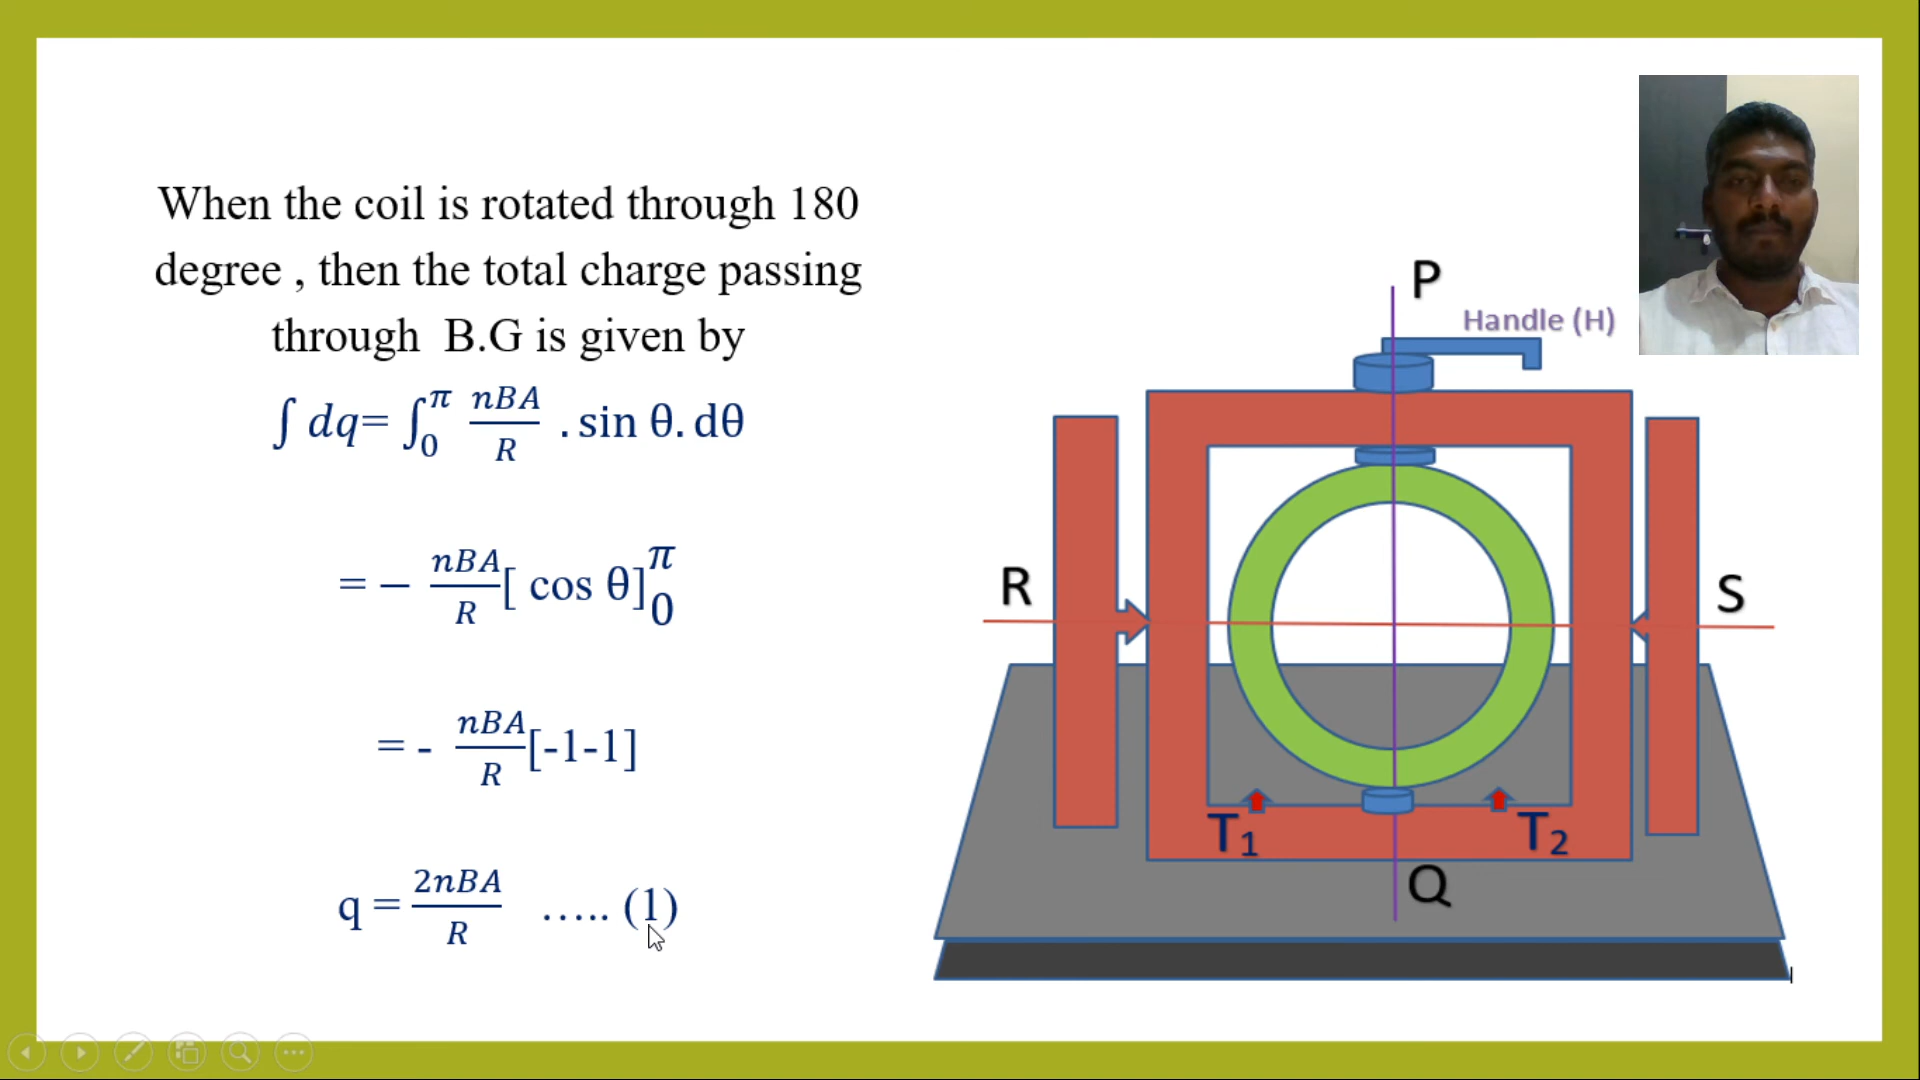 When the coil is rotated through 180
degree , then the total charge passing
through B.G is given by
∫ dq= ∫₀^π nBA/R . sin θ. dθ
= − nBA/R [ cos θ]₀^π
= - nBA/R [-1-1]
q = 2nBA/R ..... (1)
P
Handle (H)
R
S
T₁
T₂
Q